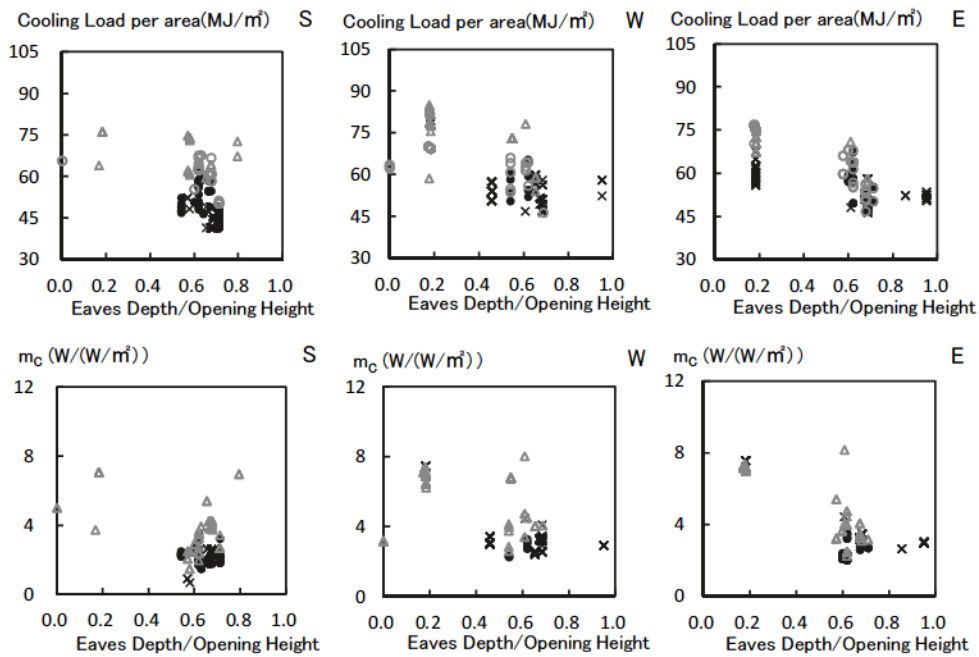 Cooling Load per area(MJ/㎡) S
105
90
75
60
45
30
0.0 0.2 0.4 0.6 0.8 1.0
Eaves Depth/Opening Height
Cooling Load per area(MJ/㎡) W
105
90
75
60
45
30
0.0 0.2 0.4 0.6 0.8 1.0
Eaves Depth/Opening Height
Cooling Load per area(MJ/㎡) E
105
90
75
60
45
30
0.0 0.2 0.4 0.6 0.8 1.0
Eaves Depth/Opening Height
mC (W/(W/㎡)) S
12
8
4
0
0.0 0.2 0.4 0.6 0.8 1.0
Eaves Depth/Opening Height
mC (W/(W/㎡)) W
12
8
4
0
0.0 0.2 0.4 0.6 0.8 1.0
Eaves Depth/Opening Height
mC (W/(W/㎡)) E
12
8
4
0
0.0 0.2 0.4 0.6 0.8 1.0
Eaves Depth/Opening Height